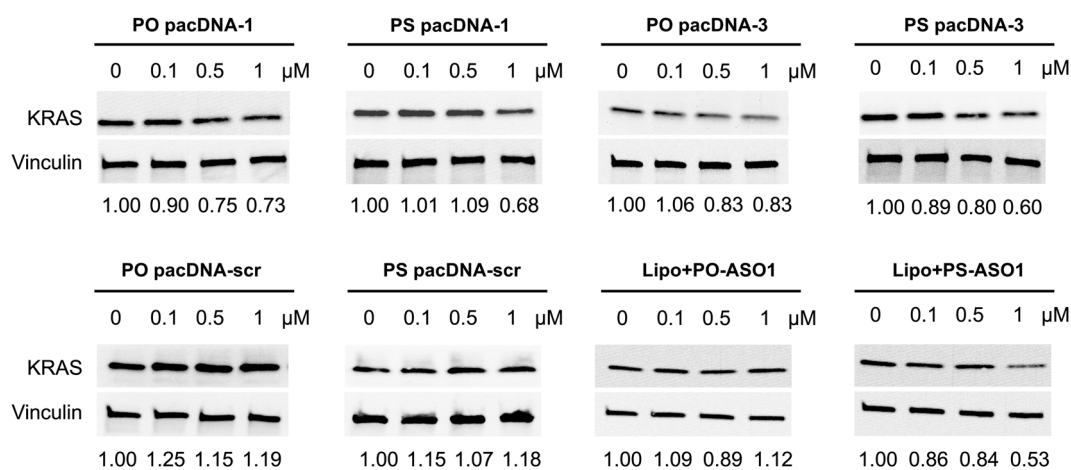 PO pacDNA-1 PS pacDNA-1 PO pacDNA-3 PS pacDNA-3
0 0.1 0.5 1 μM 0 0.1 0.5 1 μM 0 0.1 0.5 1 μM 0 0.1 0.5 1 μM
KRAS
Vinculin
1.00 0.90 0.75 0.73 1.00 1.01 1.09 0.68 1.00 1.06 0.83 0.83 1.00 0.89 0.80 0.60
PO pacDNA-scr PS pacDNA-scr Lipo+PO-ASO1 Lipo+PS-ASO1
0 0.1 0.5 1 μM 0 0.1 0.5 1 μM 0 0.1 0.5 1 μM 0 0.1 0.5 1 μM
KRAS
Vinculin
1.00 1.25 1.15 1.19 1.00 1.15 1.07 1.18 1.00 1.09 0.89 1.12 1.00 0.86 0.84 0.53